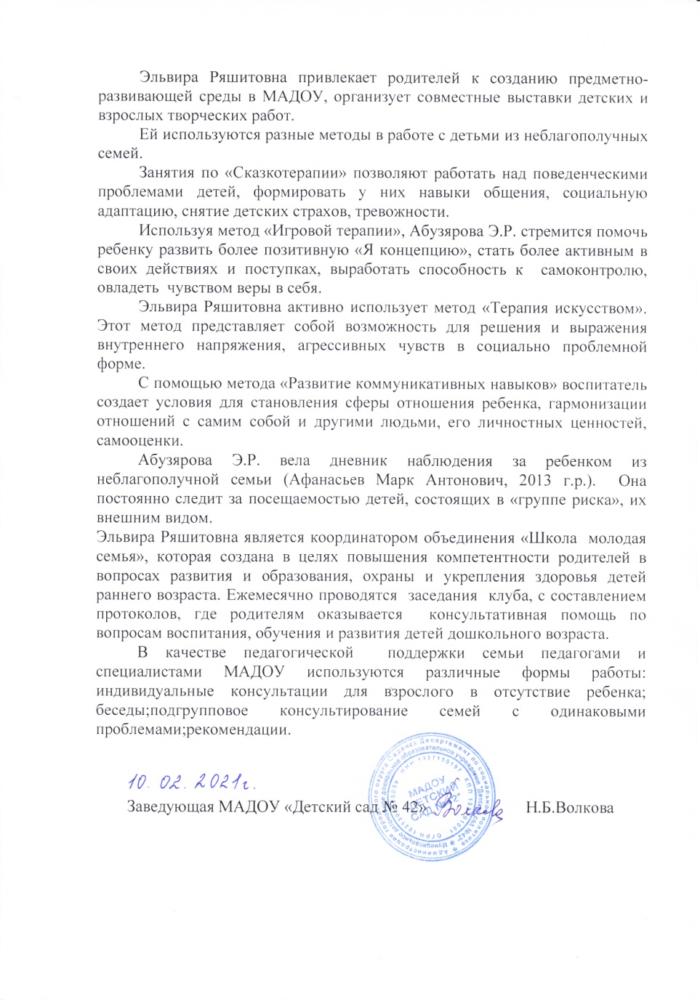 Эльвира Ряшитовна привлекает родителей к созданию предметно-
развивающей среды в МАДОУ, организует совместные выставки детских и
взрослых творческих работ.
Ей используются разные методы в работе с детьми из неблагополучных
семей.
Занятия по «Сказкотерапии» позволяют работать над поведенческими
проблемами детей, формировать у них навыки общения, социальную
адаптацию, снятие детских страхов, тревожности.
Используя метод «Игровой терапии», Абузярова Э.Р. стремится помочь
ребенку развить более позитивную «Я концепцию», стать более активным в
своих действиях и поступках, выработать способность к самоконтролю,
овладеть чувством веры в себя.
Эльвира Ряшитовна активно использует метод «Терапия искусством».
Этот метод представляет собой возможность для решения и выражения
внутреннего напряжения, агрессивных чувств в социально проблемной
форме.
С помощью метода «Развитие коммуникативных навыков» воспитатель
создает условия для становления сферы отношения ребенка, гармонизации
отношений с самим собой и другими людьми, его личностных ценностей,
самооценки.
Абузярова Э.Р. вела дневник наблюдения за ребенком из
неблагополучной семьи (Афанасьев Марк Антонович, 2013 г.р.). Она
постоянно следит за посещаемостью детей, состоящих в «группе риска», их
внешним видом.
Эльвира Ряшитовна является координатором объединения «Школа молодая
семья», которая создана в целях повышения компетентности родителей в
вопросах развития и образования, охраны и укрепления здоровья детей
раннего возраста. Ежемесячно проводятся заседания клуба, с составлением
протоколов, где родителям оказывается консультативная помощь по
вопросам воспитания, обучения и развития детей дошкольного возраста.
В качестве педагогической поддержки семьи педагогами и
специалистами МАДОУ используются различные формы работы:
индивидуальные консультации для взрослого в отсутствие ребенка;
беседы;подгрупповое консультирование семей с одинаковыми
проблемами;рекомендации.
10. 02. 2021г.
Заведующая МАДОУ «Детский сад № 42» Н.Б.Волкова
МАДОУ
"ДЕТСКИЙ
САД №42"